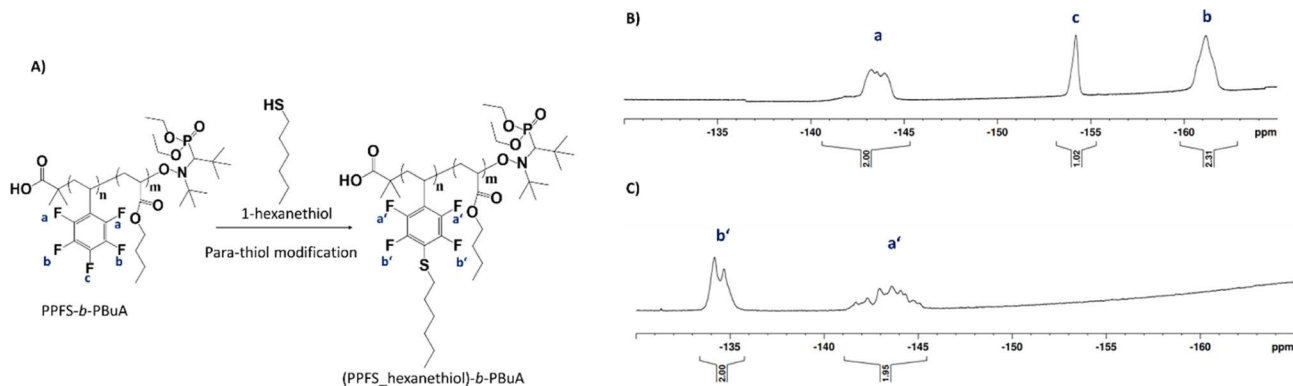 A)
HS
1-hexanethiol
Para-thiol modification
HO
O
n
m
O
P
O
O
O
N
O
O
a
F
F
a
b
F
F
b
F
c
PPFS-b-PBuA
HO
O
n
m
O
P
O
O
O
N
O
O
a‘
F
F
a‘
b‘
F
F
b‘
S
(PPFS_hexanethiol)-b-PBuA
B)
a
c
b
-135
-140
-145
-150
-155
-160
ppm
2.00
1.02
2.31
C)
b‘
a‘
-135
-140
-145
-150
-155
-160
ppm
2.00
1.95